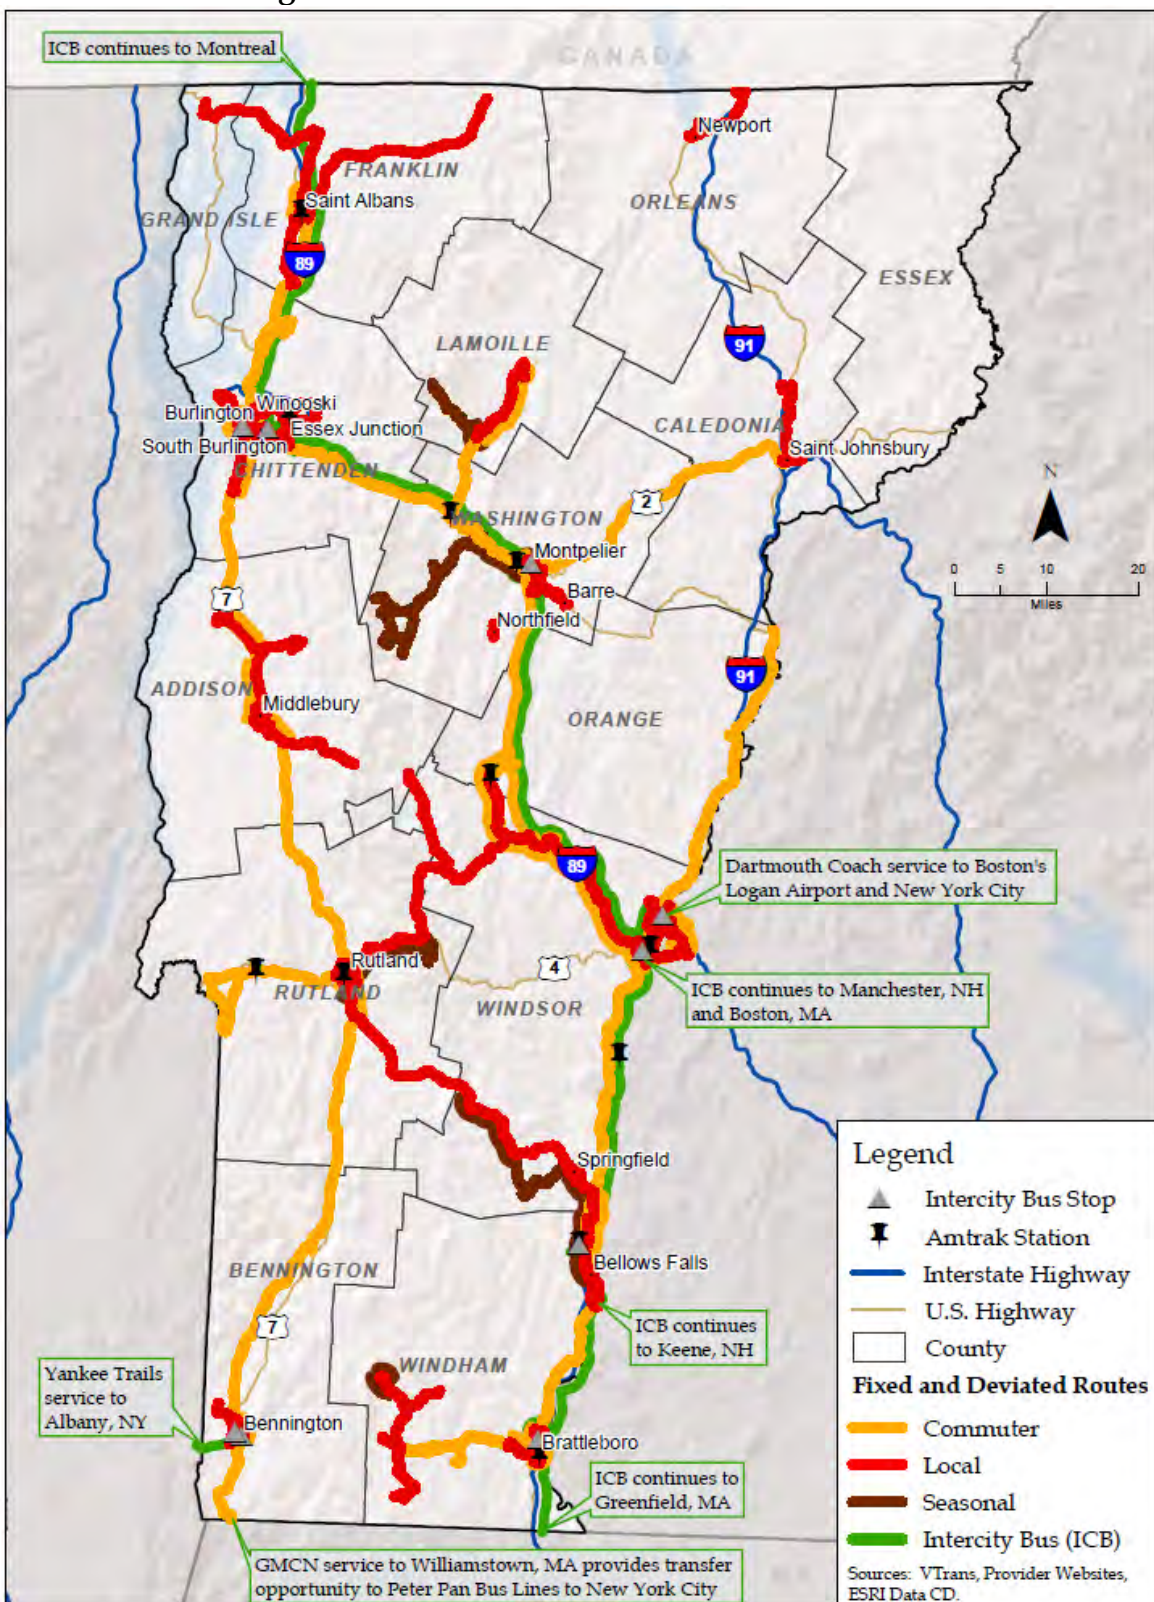 ICB continues to Montreal
CANADA
Newport
FRANKLIN
ORLEANS
Saint Albans
GRAND ISLE
89
ESSEX
91
LAMOILLE
Winooski
Burlington
Essex Junction
South Burlington
CALEDONIA
Saint Johnsbury
CHITTENDEN
N
2
WASHINGTON
Montpelier
0 5 10 20
Miles
Barre
7
Northfield
91
ADDISON
Middlebury
ORANGE
89
Dartmouth Coach service to Boston's
Logan Airport and New York City
Rutland
4
RUTLAND
WINDSOR
ICB continues to Manchester, NH
and Boston, MA
Springfield
BENNINGTON
Bellows Falls
7
ICB continues
to Keene, NH
WINDHAM
Yankee Trails
service to
Albany, NY
Bennington
Brattleboro
ICB continues to
Greenfield, MA
GMCN service to Williamstown, MA provides transfer
opportunity to Peter Pan Bus Lines to New York City
Legend
Intercity Bus Stop
Amtrak Station
Interstate Highway
U.S. Highway
County
Fixed and Deviated Routes
Commuter
Local
Seasonal
Intercity Bus (ICB)
Sources: VTrans, Provider Websites,
ESRI Data CD.